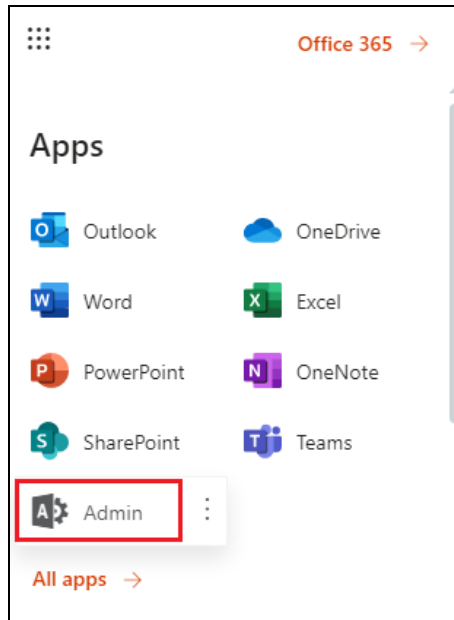 Office 365 →
Apps
Outlook OneDrive
Word Excel
PowerPoint OneNote
SharePoint Teams
Admin
All apps →